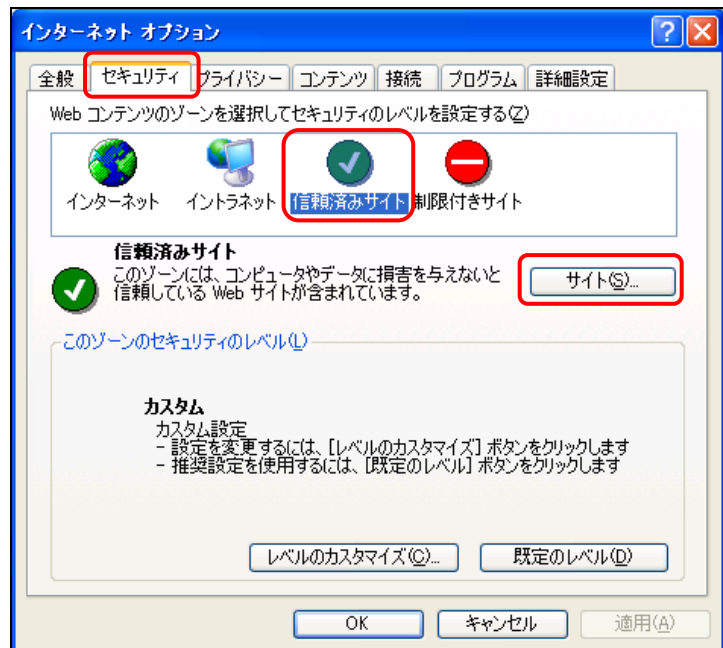 インターネット オプション
全般 セキュリティ プライバシー コンテンツ 接続 プログラム 詳細設定
Web コンテンツのゾーンを選択してセキュリティのレベルを設定する(Z)
インターネット イントラネット 信頼済みサイト 制限付きサイト
信頼済みサイト
このゾーンには、コンピュータやデータに損害を与えないと
信頼している Web サイトが含まれています。
サイト(S)...
このゾーンのセキュリティのレベル(L)
カスタム
カスタム設定
- 設定を変更するには、[レベルのカスタマイズ] ボタンをクリックします
- 推奨設定を使用するには、[既定のレベル] ボタンをクリックします
レベルのカスタマイズ(C)... 既定のレベル(D)
OK キャンセル 適用(A)